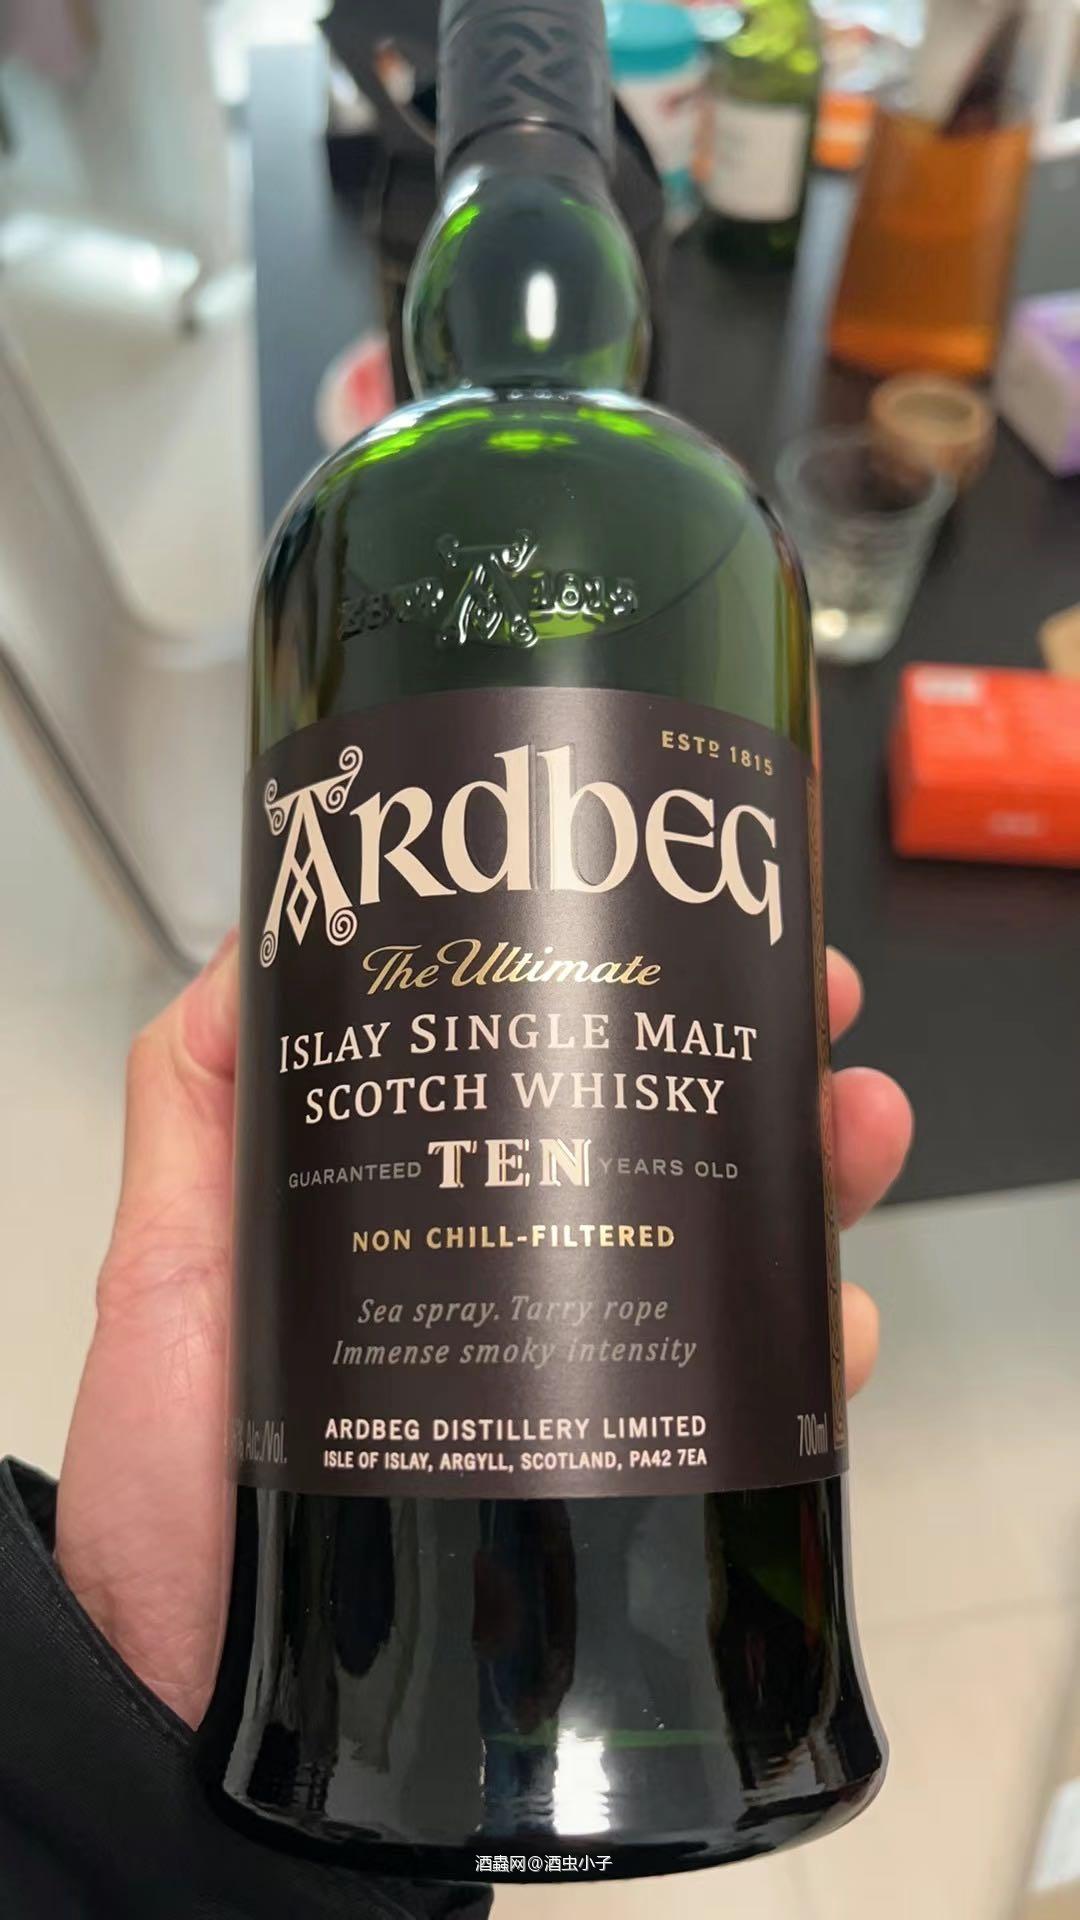 ESTD 1815
ARDBEG
The Ultimate
ISLAY SINGLE MALT
SCOTCH WHISKY
GUARANTEED TEN YEARS OLD
NON CHILL-FILTERED
Sea spray. Tarry rope
Immense smoky intensity
ARDBEG DISTILLERY LIMITED
ISLE OF ISLAY, ARGYLL, SCOTLAND, PA42 7EA
Alc./Vol.
700ml
酒蟲网@酒虫小子